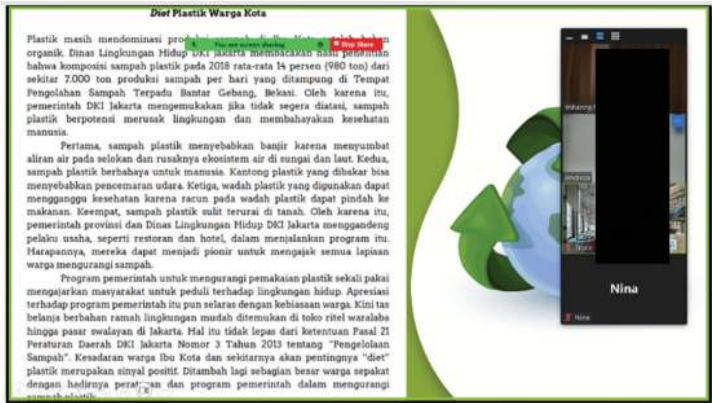 Diet Plastik Warga Kota
Plastik masih mendominasi
organik. Dinas Lingkungan Hidup DKI Jakarta membacakan hasil penelitian
bahwa komposisi sampah plastik pada 2018 rata-rata 14 persen (980 ton) dari
sekitar 7.000 ton produksi sampah per hari yang ditampung di Tempat
Pengolahan Sampah Terpadu Bantar Gebang, Bekasi. Oleh karena itu,
pemerintah DKI Jakarta mengemukakan jika tidak segera diatasi, sampah
plastik berpotensi merusak lingkungan dan membahayakan kesehatan
manusia.
Pertama, sampah plastik menyebabkan banjir karena menyumbat
aliran air pada selokan dan rusaknya ekosistem air di sungai dan laut. Kedua,
sampah plastik berbahaya untuk manusia. Kantong plastik yang dibakar bisa
menyebabkan pencemaran udara. Ketiga, wadah plastik yang digunakan dapat
mengganggu kesehatan karena racun pada wadah plastik dapat pindah ke
makanan. Keempat, sampah plastik sulit terurai di tanah. Oleh karena itu,
pemerintah provinsi dan Dinas Lingkungan Hidup DKI Jakarta menggandeng
pelaku usaha, seperti restoran dan hotel, dalam menjalankan program itu.
Harapannya, mereka dapat menjadi pionir untuk mengajak semua lapisan
warga mengurangi sampah.
Program pemerintah untuk mengurangi pemakaian plastik sekali pakai
mengajarkan masyarakat untuk peduli terhadap lingkungan hidup. Apresiasi
terhadap program pemerintah itu pun selaras dengan kebiasaan warga. Kini tas
belanja berbahan ramah lingkungan mudah ditemukan di toko ritel waralaba
hingga pasar swalayan di Jakarta. Hal itu tidak lepas dari ketentuan Pasal 21
Peraturan Daerah DKI Jakarta Nomor 3 Tahun 2013 tentang "Pengelolaan
Sampah". Kesadaran warga Ibu Kota dan sekitarnya akan pentingnya "diet"
plastik merupakan sinyal positif. Ditambah lagi sebagian besar warga sepakat
dengan hadirnya peraturan dan program pemerintah dalam mengurangi
sampah plastik.
You are screen sharing
Stop Share
Andreas
Nina
Nina